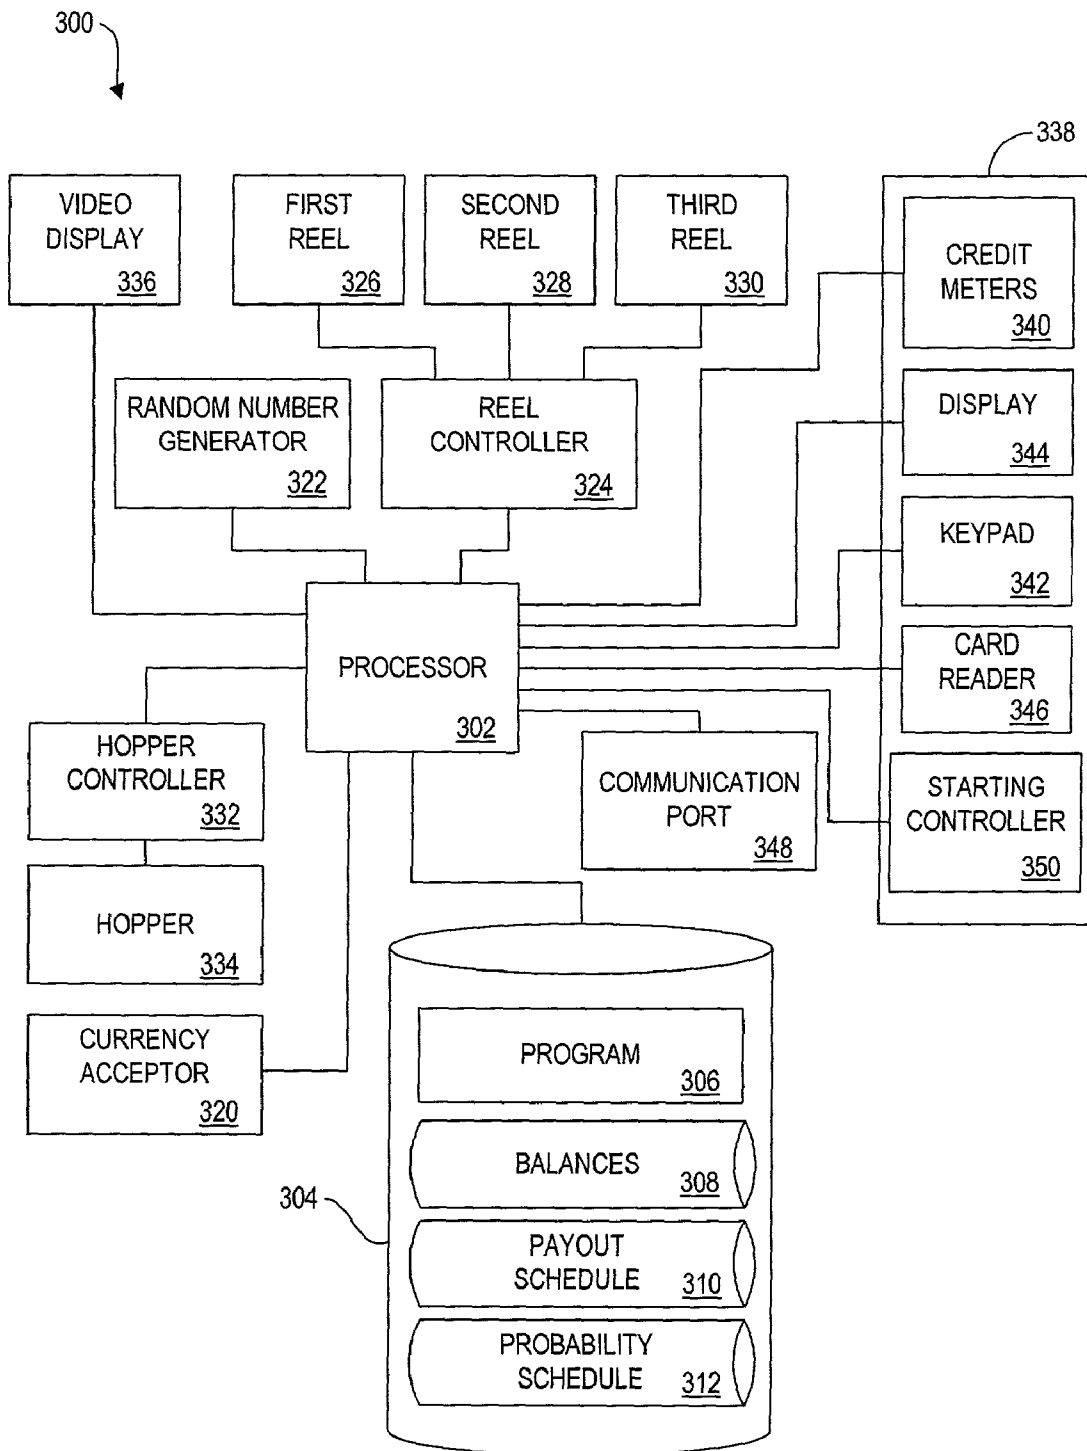 300
338
VIDEO
DISPLAY
336
FIRST
REEL
326
SECOND
REEL
328
THIRD
REEL
330
CREDIT
METERS
340
RANDOM NUMBER
GENERATOR
322
REEL
CONTROLLER
324
DISPLAY
344
KEYPAD
342
PROCESSOR
302
CARD
READER
346
HOPPER
CONTROLLER
332
COMMUNICATION
PORT
348
STARTING
CONTROLLER
350
HOPPER
334
CURRENCY
ACCEPTOR
320
PROGRAM
306
BALANCES
308
304
PAYOUT
SCHEDULE
310
PROBABILITY
SCHEDULE
312